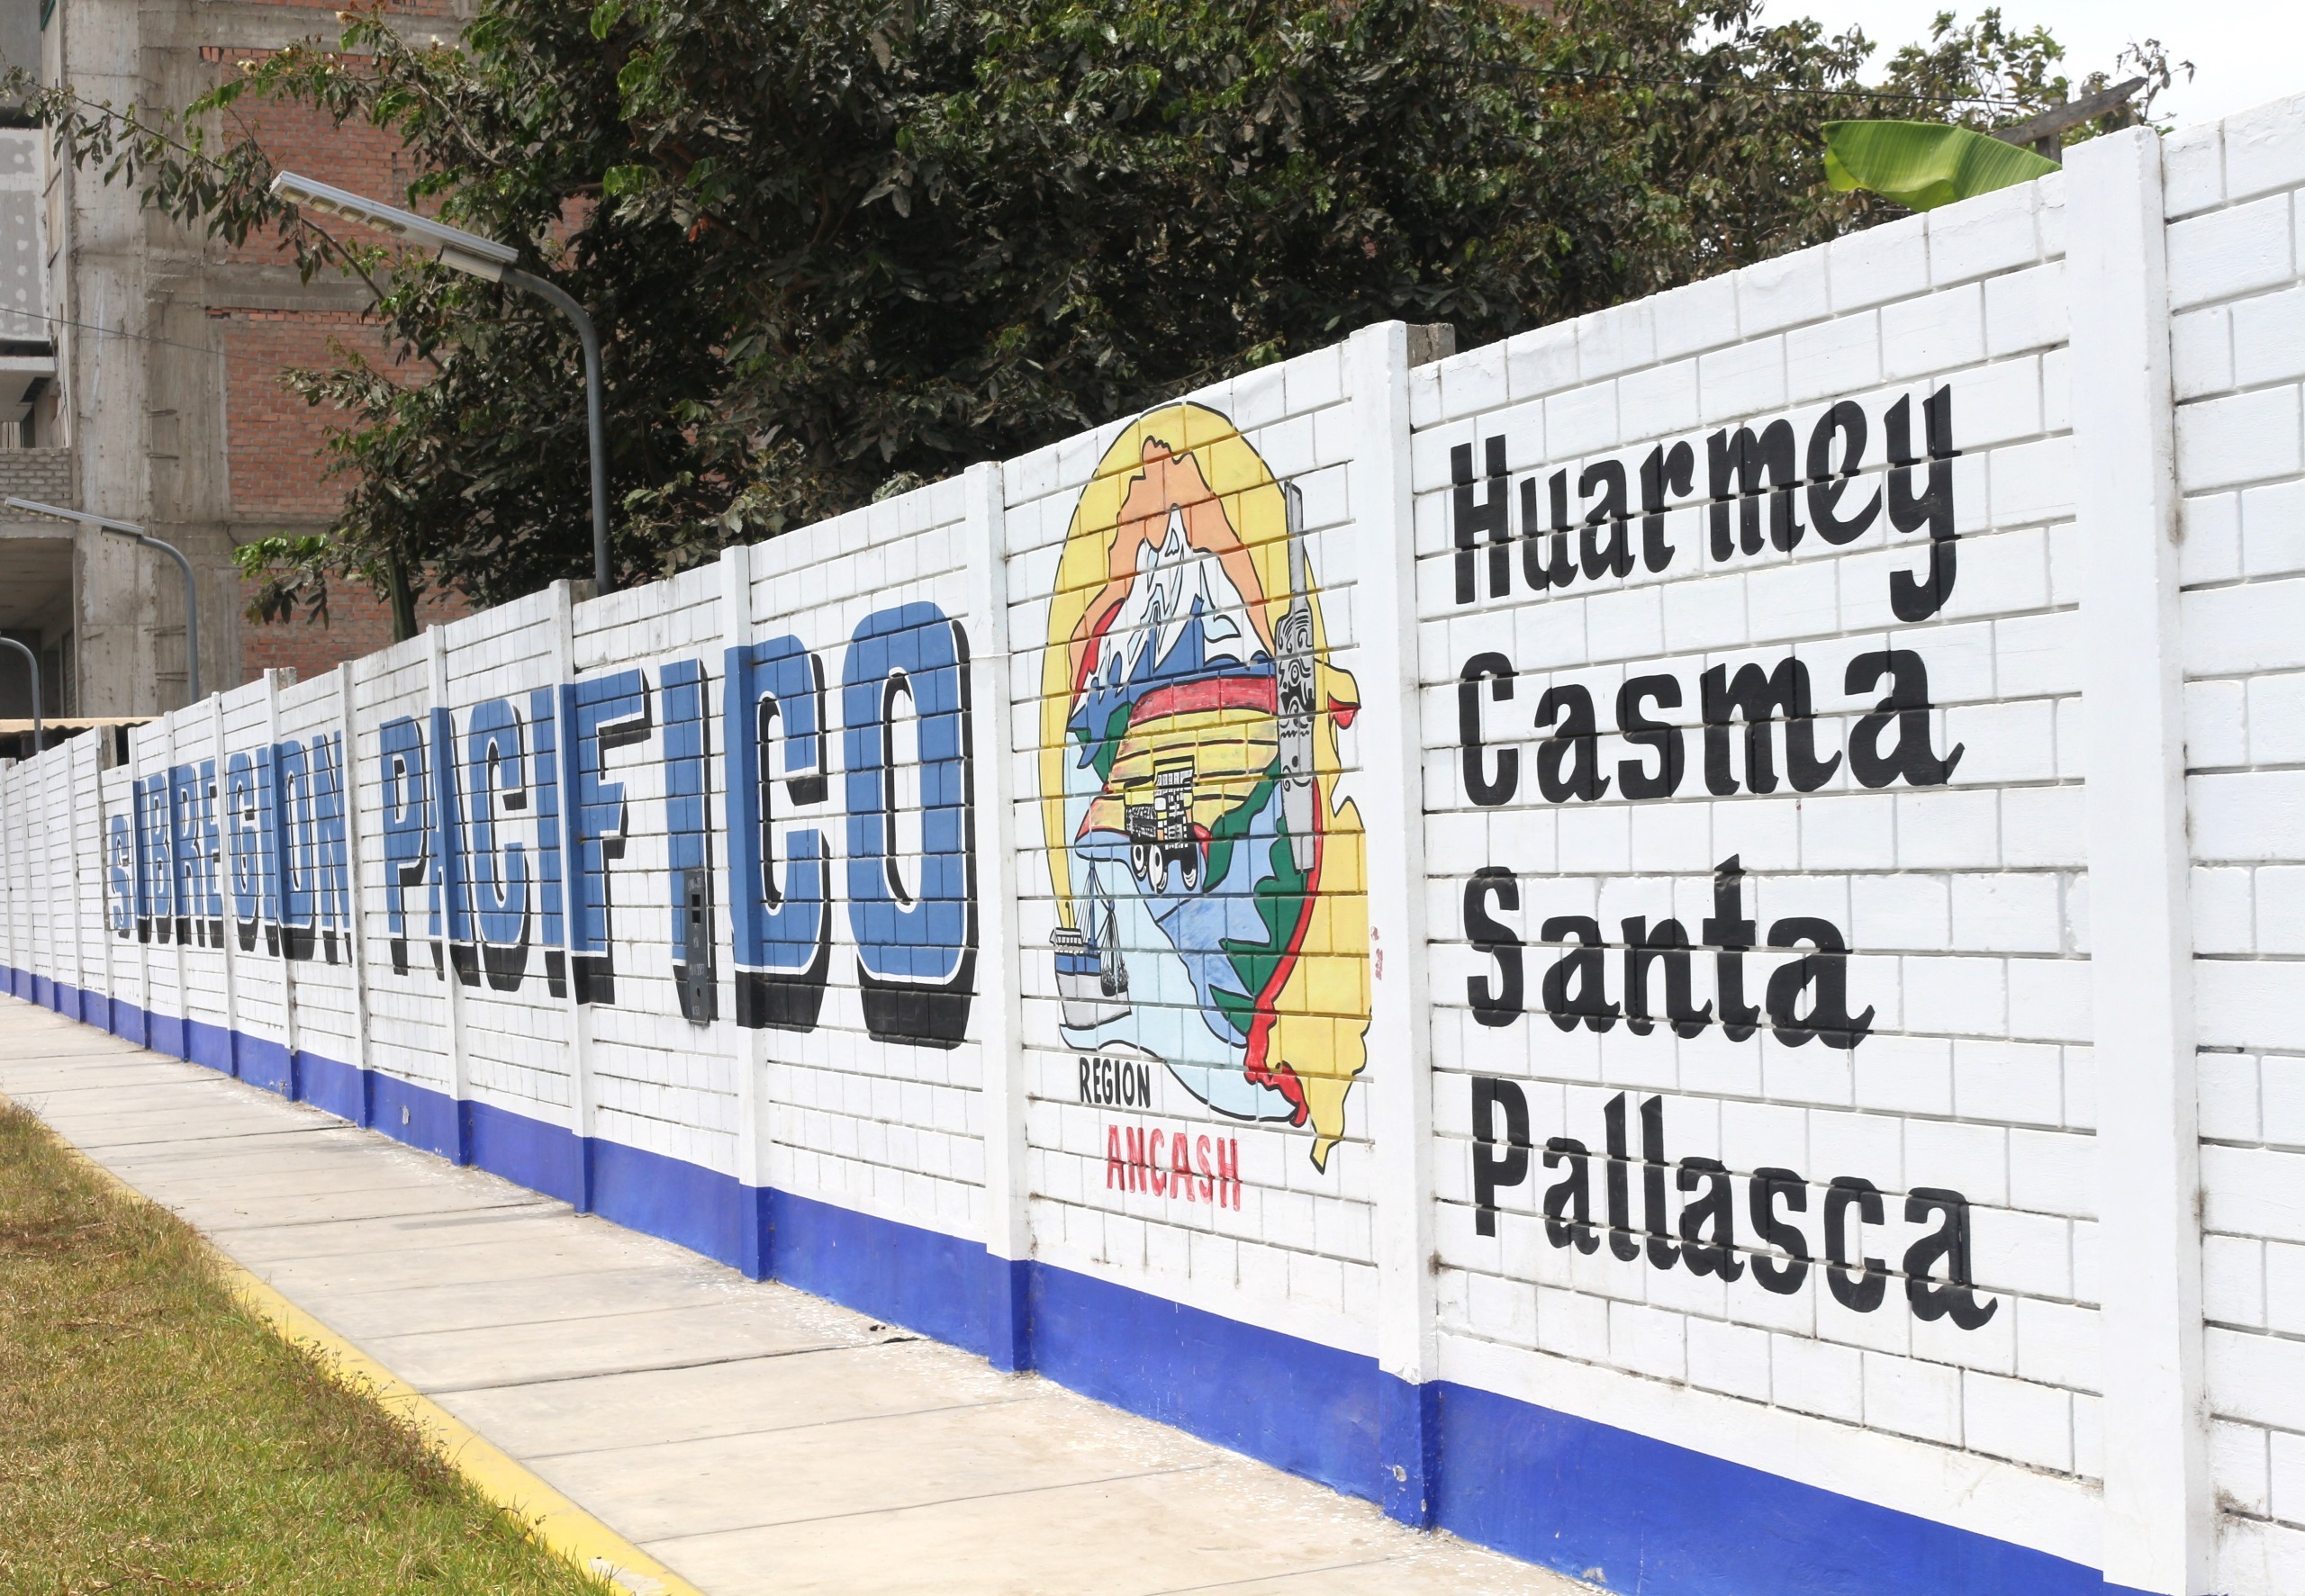 SUBREGION PACIFICO
REGION
ANCASH
Huarmey
Casma
Santa
Pallasca